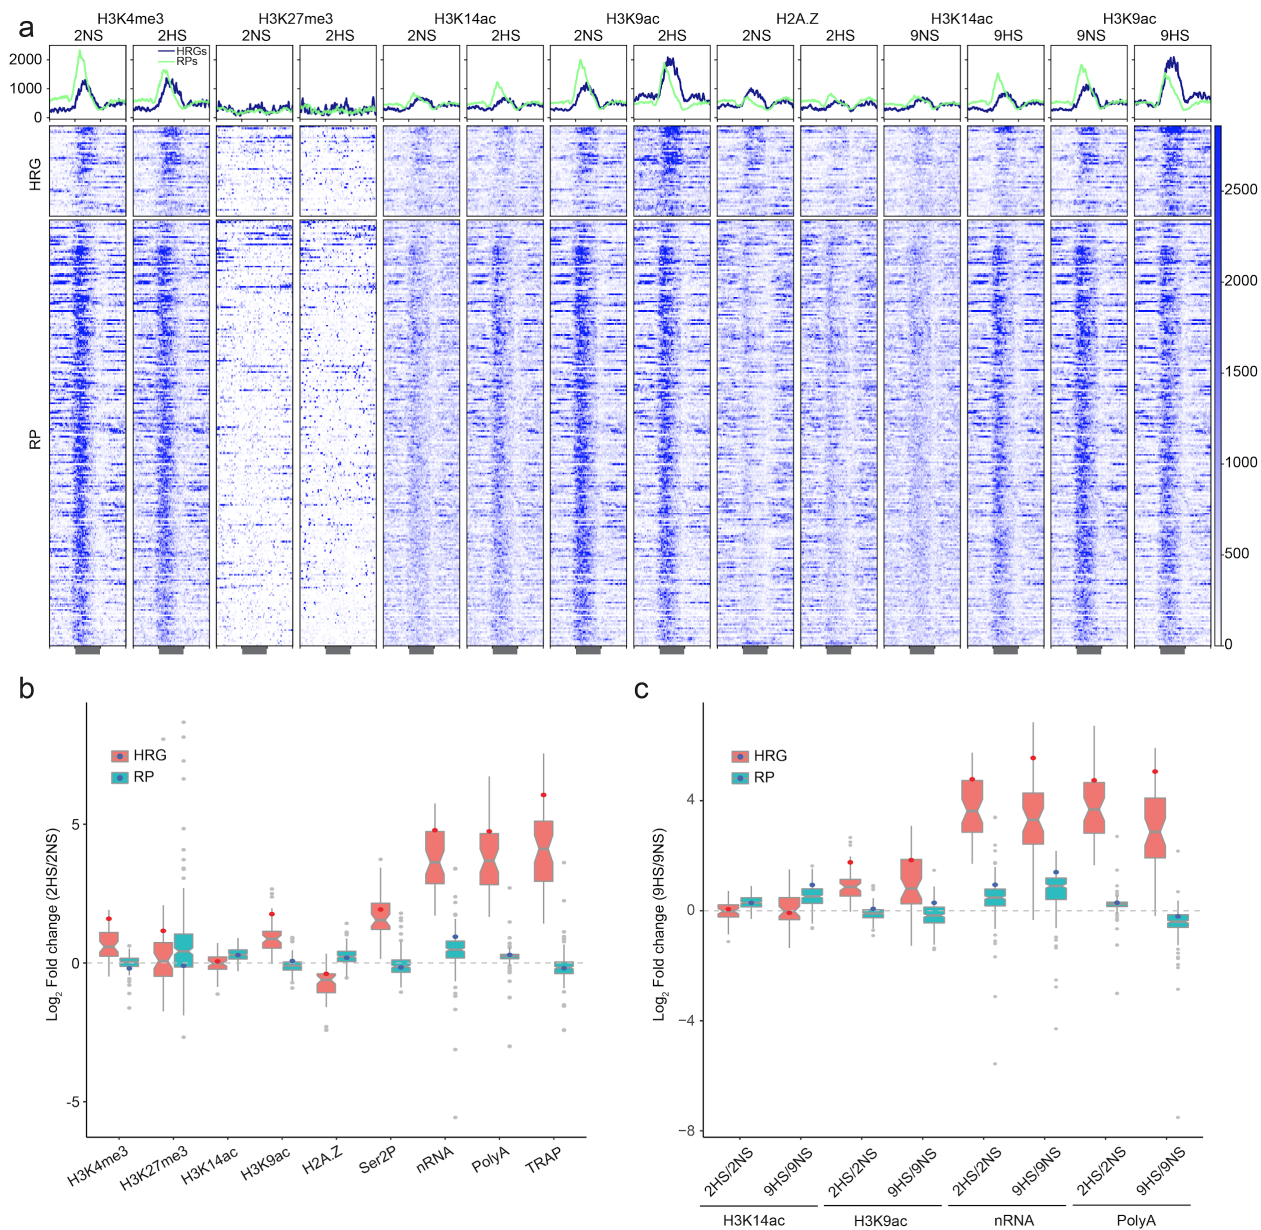 a
H3K4me3 H3K27me3 H3K14ac H3K9ac H2A.Z H3K14ac H3K9ac
2NS 2HS 2NS 2HS 2NS 2HS 2NS 2HS 2NS 2HS 9NS 9HS 9NS 9HS
HRGs
RPs
2000
1000
0
HRG
RP
2500
2000
1500
1000
500
0
b
Log2 Fold change (2HS/2NS)
HRG
RP
5
0
-5
H3K4me3 H3K27me3 H3K14ac H3K9ac H2A.Z Ser2P nRNA PolyA TRAP
c
Log2 Fold change (9HS/9NS)
HRG
RP
4
0
−4
−8
2HS/2NS 9HS/9NS 2HS/2NS 9HS/9NS 2HS/2NS 9HS/9NS 2HS/2NS 9HS/9NS
H3K14ac H3K9ac nRNA PolyA